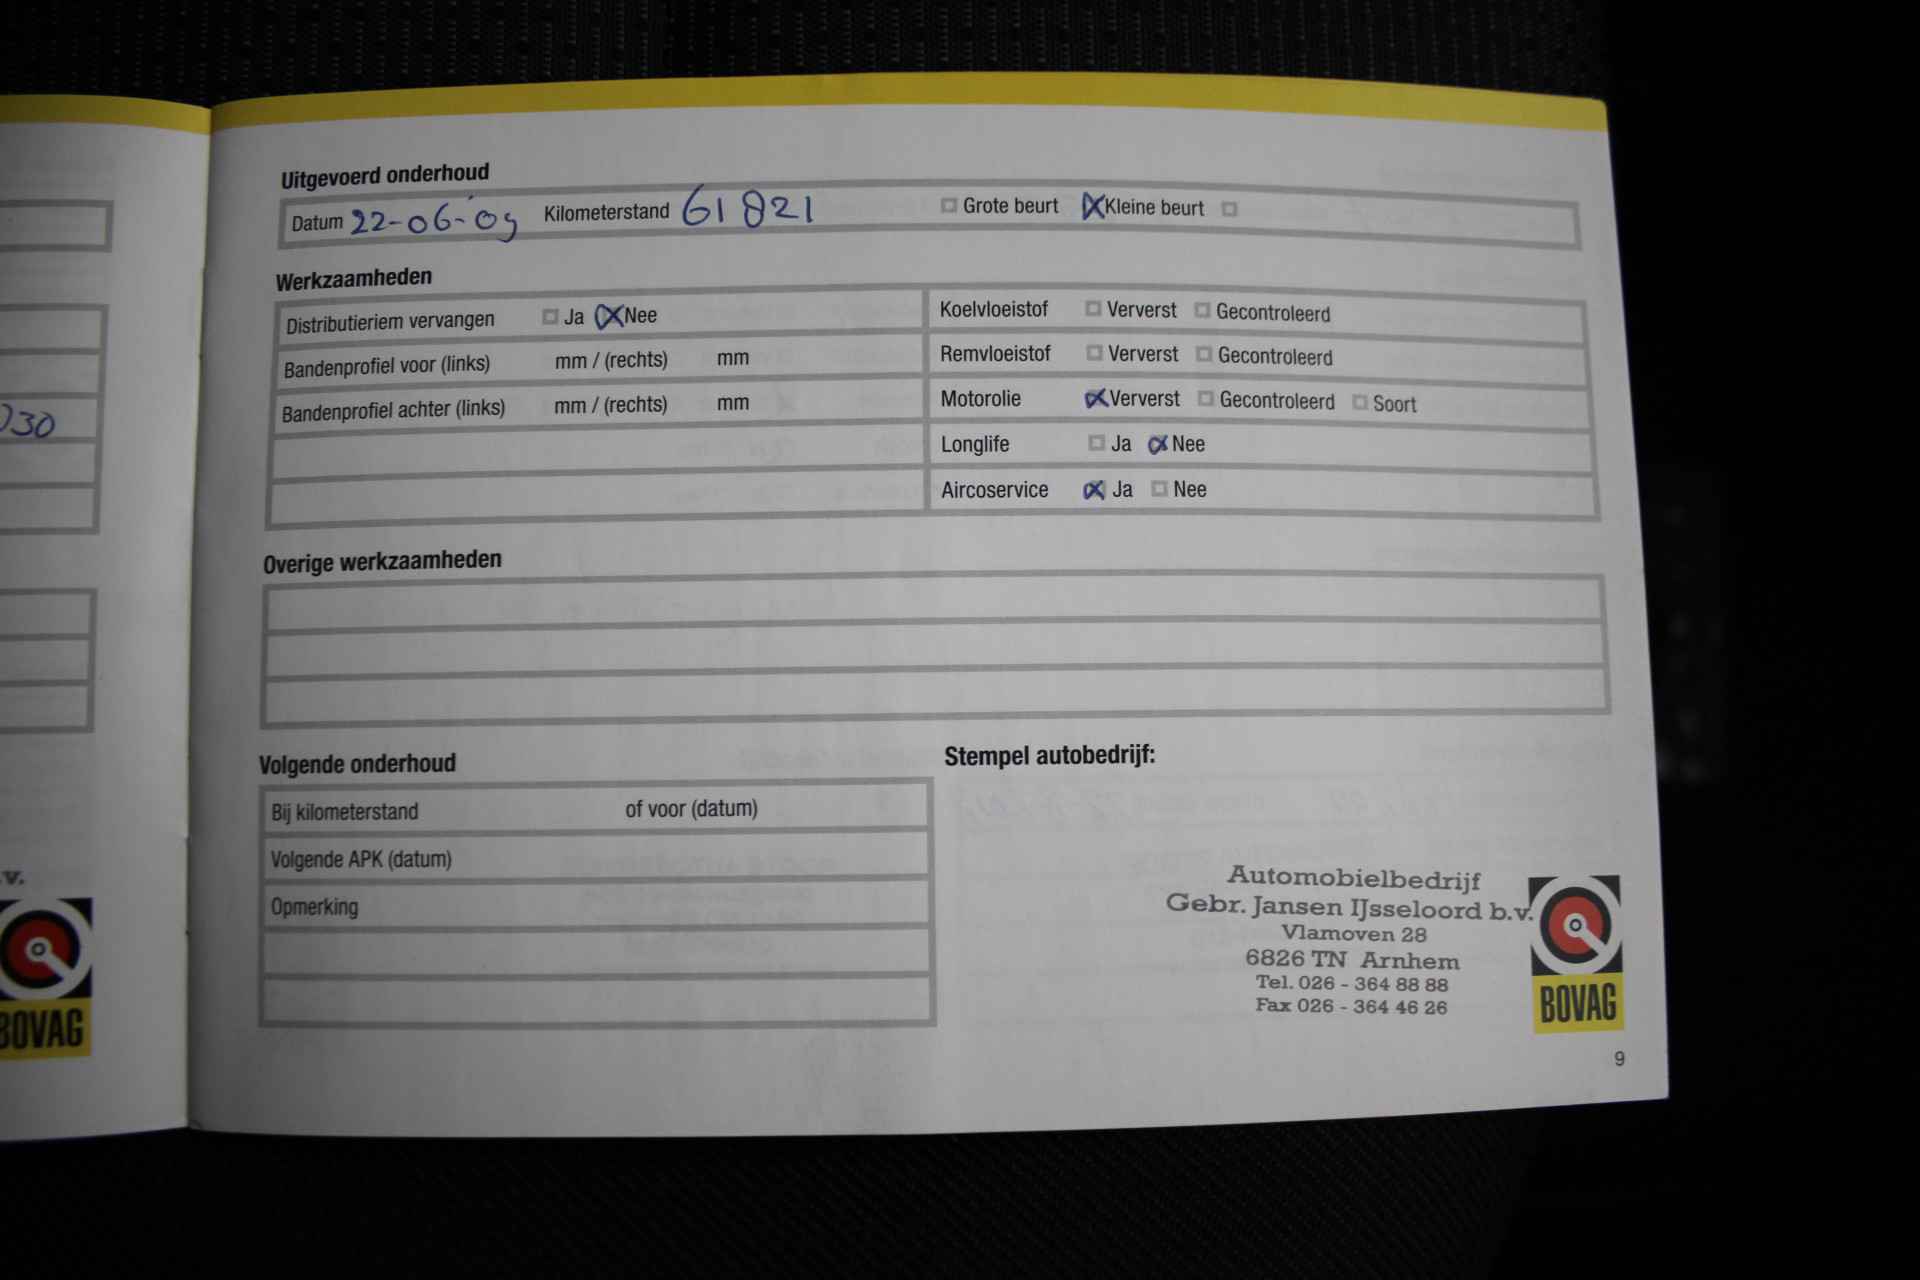 Uitgevoerd onderhoud
Datum 22-06-'09 Kilometerstand 61821 Grote beurt Kleine beurt
Werkzaamheden
Distributieriem vervangen Ja Nee
Bandenprofiel voor (links) mm / (rechts) mm
Bandenprofiel achter (links) mm / (rechts) mm
Koelvloeistof Ververst Gecontroleerd
Remvloeistof Ververst Gecontroleerd
Motorolie Ververst Gecontroleerd Soort
Longlife Ja Nee
Aircoservice Ja Nee
Overige werkzaamheden
Volgende onderhoud
Bij kilometerstand of voor (datum)
Volgende APK (datum)
Opmerking
Stempel autobedrijf:
Automobielbedrijf
Gebr. Jansen IJsseloord b.v.
Vlamoven 28
6826 TN Arnhem
Tel. 026 - 364 88 88
Fax 026 - 364 46 26
BOVAG
9
030
.v.
BOVAG